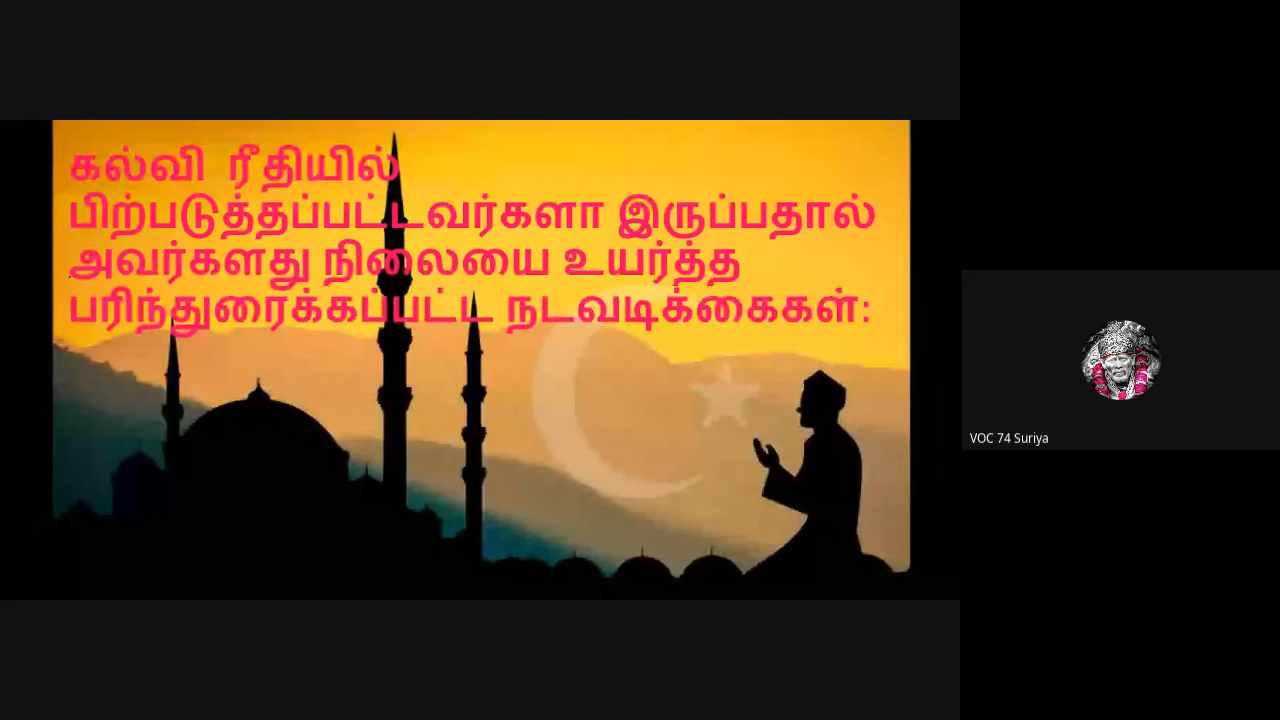 கல்வி ரீதியில்
பிற்படுத்தப்பட்டவர்களா இருப்பதால்
அவர்களது நிலையை உயர்த்த
பரிந்துரைக்கப்பட்ட நடவடிக்கைகள்:
VOC 74 Suriya